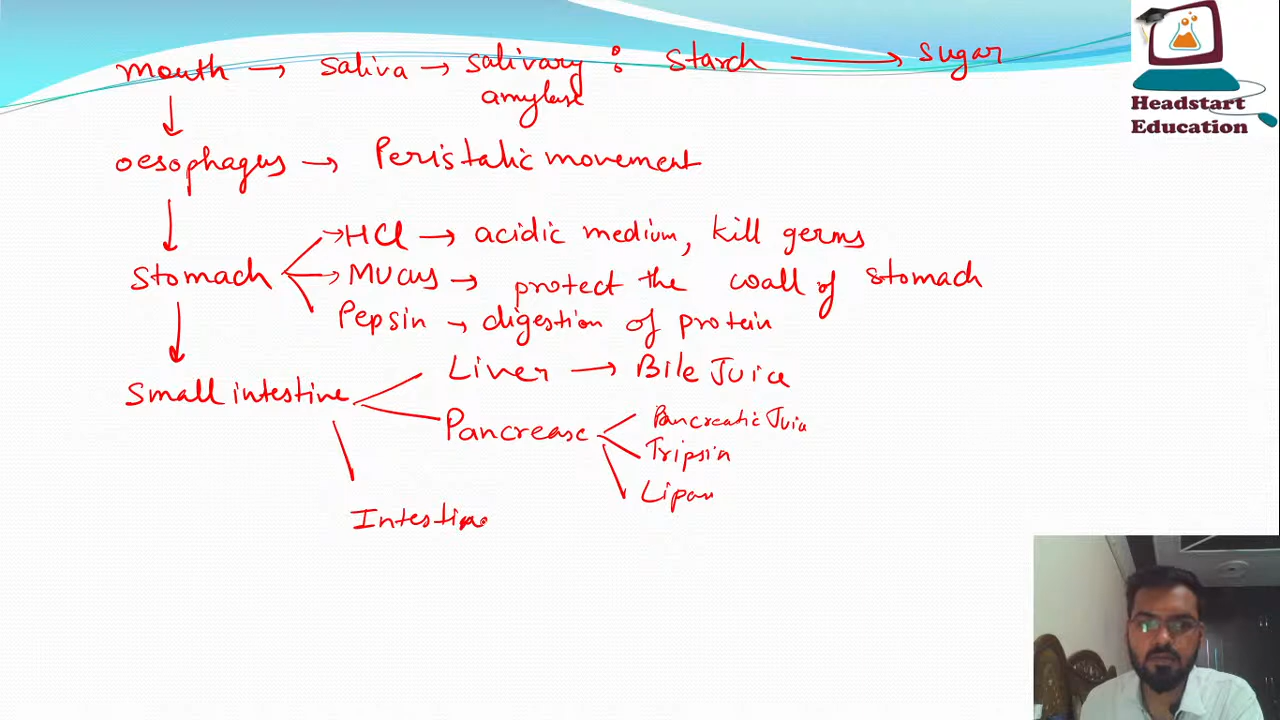 mouth → saliva → salivary : starch → sugar
amylase
Headstart
Education
oesophagus → Peristalic movement
→ HCl → acidic medium, kill germs
Stomach → Mucus → protect the wall of stomach
Pepsin → digestion of protein
Liver → Bile Juice
Small intestine
Pancreatic Juice
Pancrease
Tripsin
Lipase
Intestine